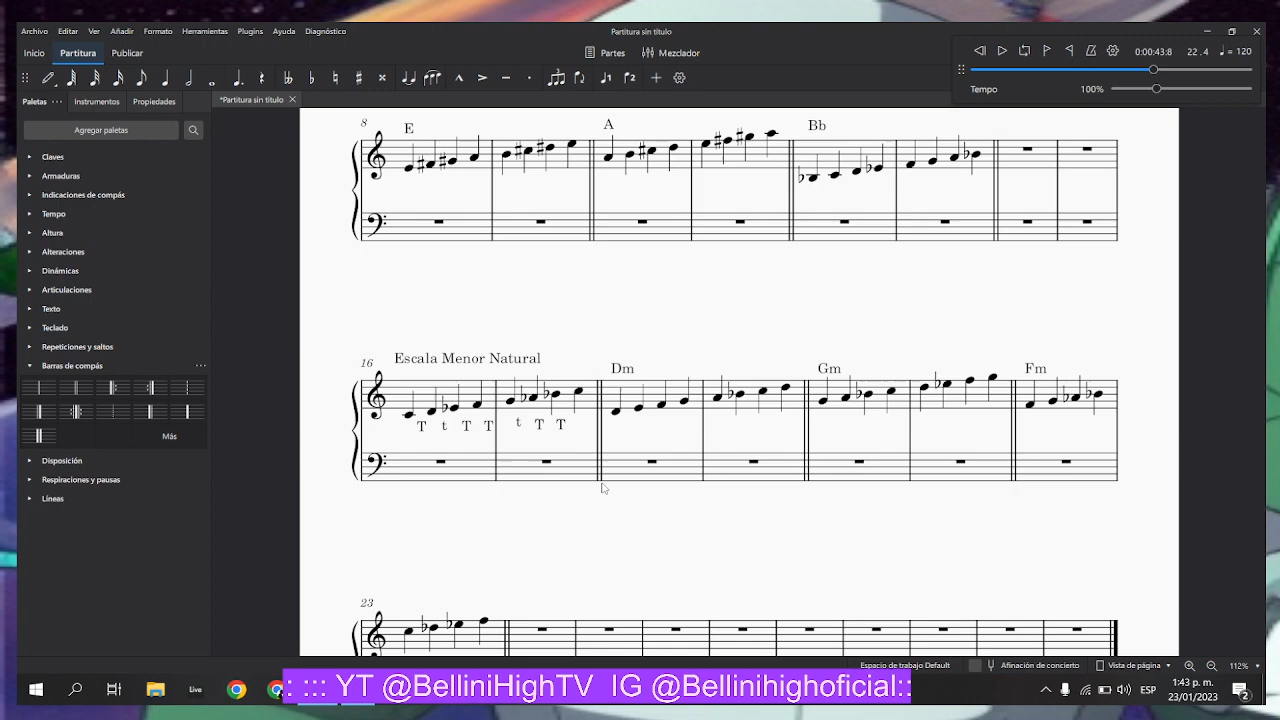 Archivo Editar Ver Añadir Formato Herramientas Plugins Ayuda Diagnóstico
Partitura sin título
Inicio Partitura Publicar
Partes Mezclador
0:00:43:8 22 .4 = 120
Tempo 100%
Paletas Instrumentos Propiedades
*Partitura sin título
Agregar paletas
Claves
Armaduras
Indicaciones de compás
Tempo
Altura
Alteraciones
Dinámicas
Articulaciones
Texto
Teclado
Repeticiones y saltos
Barras de compás
Más
Disposición
Respiraciones y pausas
Líneas
8
E A Bb
16
Escala Menor Natural
Dm Gm Fm
T t T T t T T
23
Espacio de trabajo Default Afinación de concierto Vista de página 112%
Live
: ::: YT @BelliniHighTV IG @Bellinihighoficial::
ESP
1:43 p. m.
23/01/2023
2